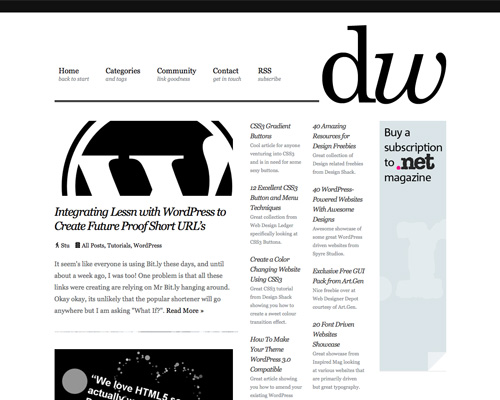 dw
Home
back to start
Categories
and tags
Community
link goodness
Contact
get in touch
RSS
subscribe
Integrating Lessn with WordPress to
Create Future Proof Short URL's
Stu All Posts, Tutorials, WordPress
It seem's like everyone is using Bit.ly these days, and until
about a week ago, I was too! One problem is that all these
links were creating are relying on Mr Bit.ly hanging around.
Okay okay, its unlikely that the popular shortener will go
anywhere but I am asking "What If?". Read More »
"We love HTML5 so
actually
CSS3 Gradient
Buttons
Cool article for anyone
venturing into CSS3
and is in need for some
sexy buttons.
12 Excellent CSS3
Button and Menu
Techniques
Great collection from
Web Design Ledger
specifically looking at
CSS3 Buttons.
Create a Color
Changing Website
Using CSS3
Great CSS3 tutorial
from Design Shack
showing you how to
create a sweet colour
transition effect.
How To Make
Your Theme
WordPress 3.0
Compatible
Great article showing
you how to amend your
existing WordPress
40 Amazing
Resources for
Design Freebies
Great collection of
design related freebies
from Design Shack.
40 WordPress-
Powered Websites
With Awesome
Designs
Awesome showcase of
some great WordPress
driven websites from
Spyre Studios.
Exclusive Free GUI
Pack from Art.Gen
Nice freebie over at
Web Designer Depot
courtesy of Art.Gen.
20 Font Driven
Websites
Showcase
Great showcase from
Inspired Mag looking
at various websites
that are primarily
driven but great
typography.
Buy a
subscription
to .net
magazine